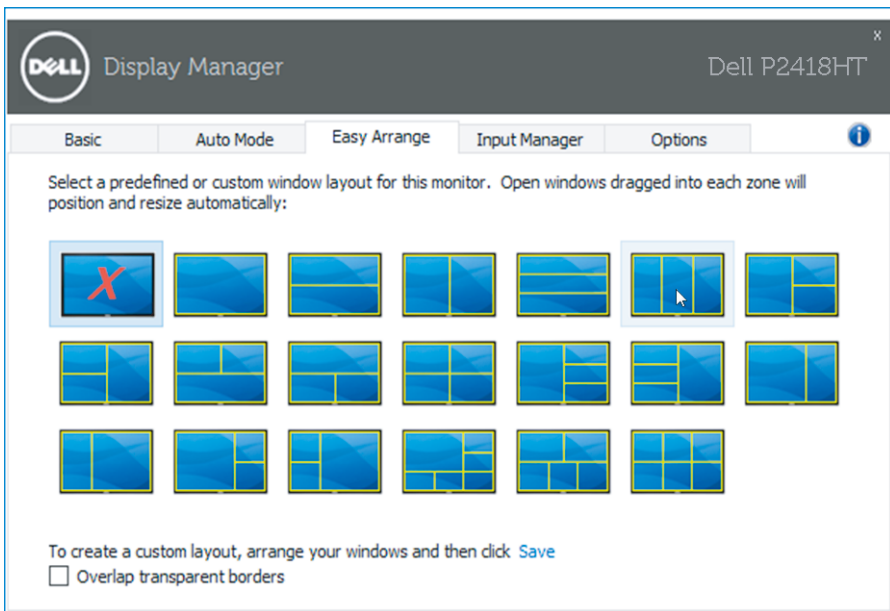 DELL Display Manager Dell P2418HT x
Basic Auto Mode Easy Arrange Input Manager Options i
Select a predefined or custom window layout for this monitor. Open windows dragged into each zone will
position and resize automatically:
X
To create a custom layout, arrange your windows and then click Save
Overlap transparent borders